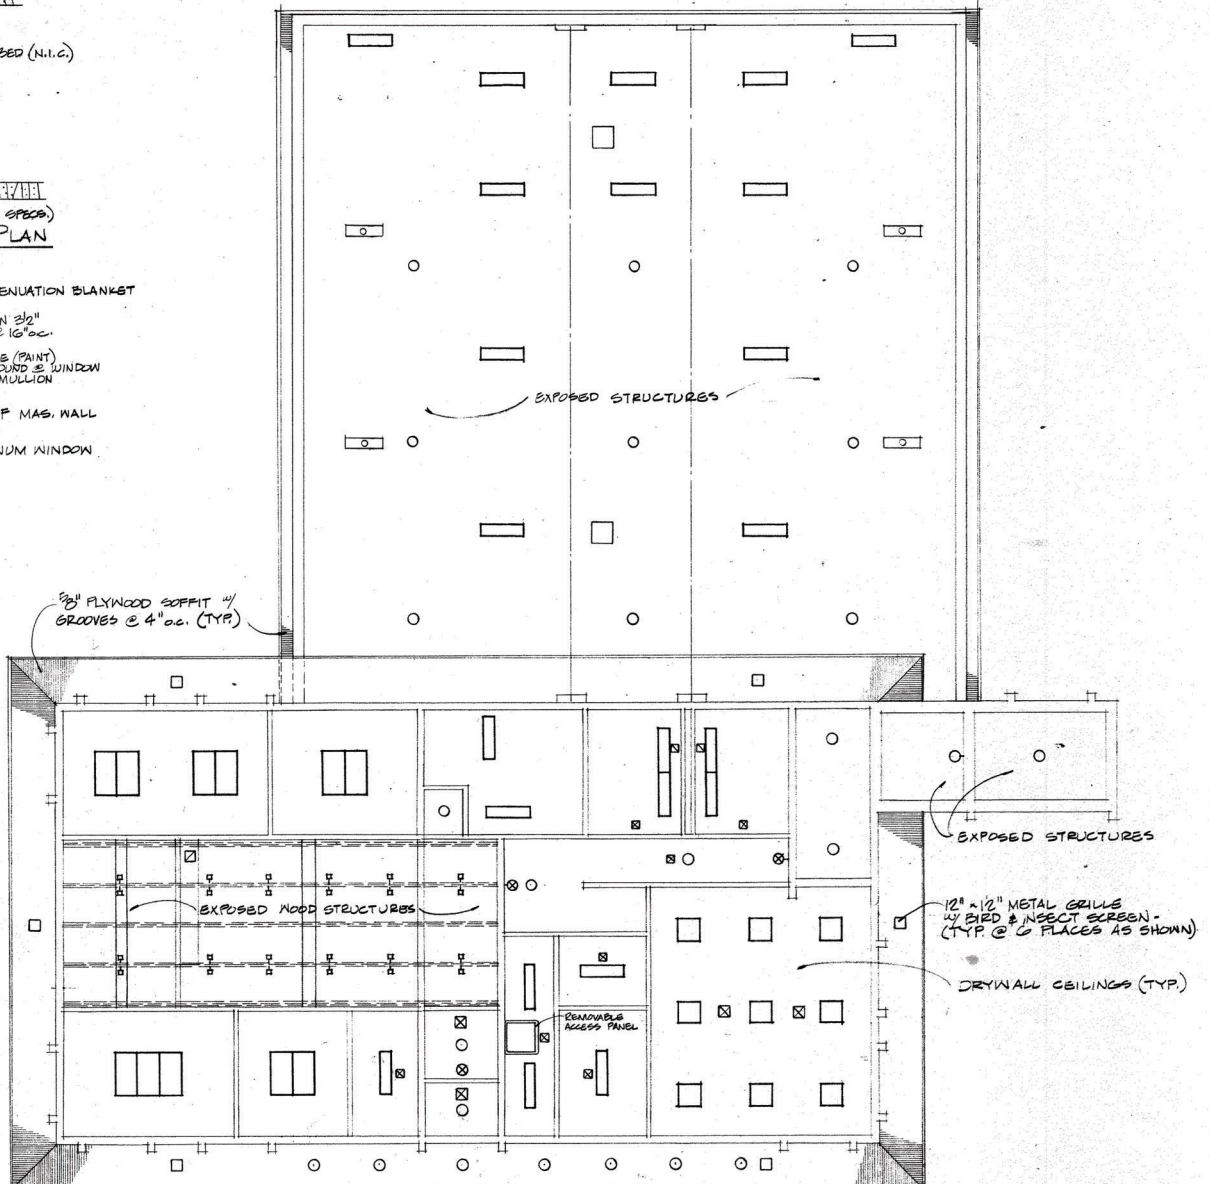 (N.I.C.)
SPECS.)
PLAN
BLANKET
3½"
16" o.c.
(PAINT)
@ WINDOW
MULLION
MAS. WALL
WINDOW
EXPOSED STRUCTURES
5/8" PLYWOOD SOFFIT W/
GROOVES @ 4" o.c. (TYP.)
EXPOSED STRUCTURES
EXPOSED WOOD STRUCTURES
12" x 12" METAL GRILLE
W/ BIRD & INSECT SCREEN -
(TYP. @ 6 PLACES AS SHOWN)
DRYWALL CEILINGS (TYP.)
REMOVABLE
ACCESS PANEL